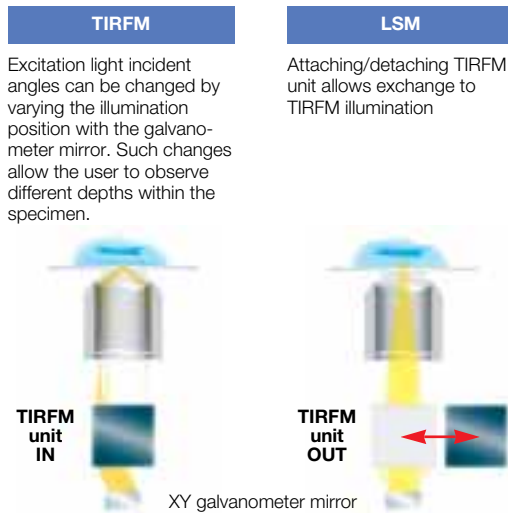 TIRFM
Excitation light incident
angles can be changed by
varying the illumination
position with the galvano-
meter mirror. Such changes
allow the user to observe
different depths within the
specimen.
TIRFM
unit
IN
LSM
Attaching/detaching TIRFM
unit allows exchange to
TIRFM illumination
TIRFM
unit
OUT
XY galvanometer mirror